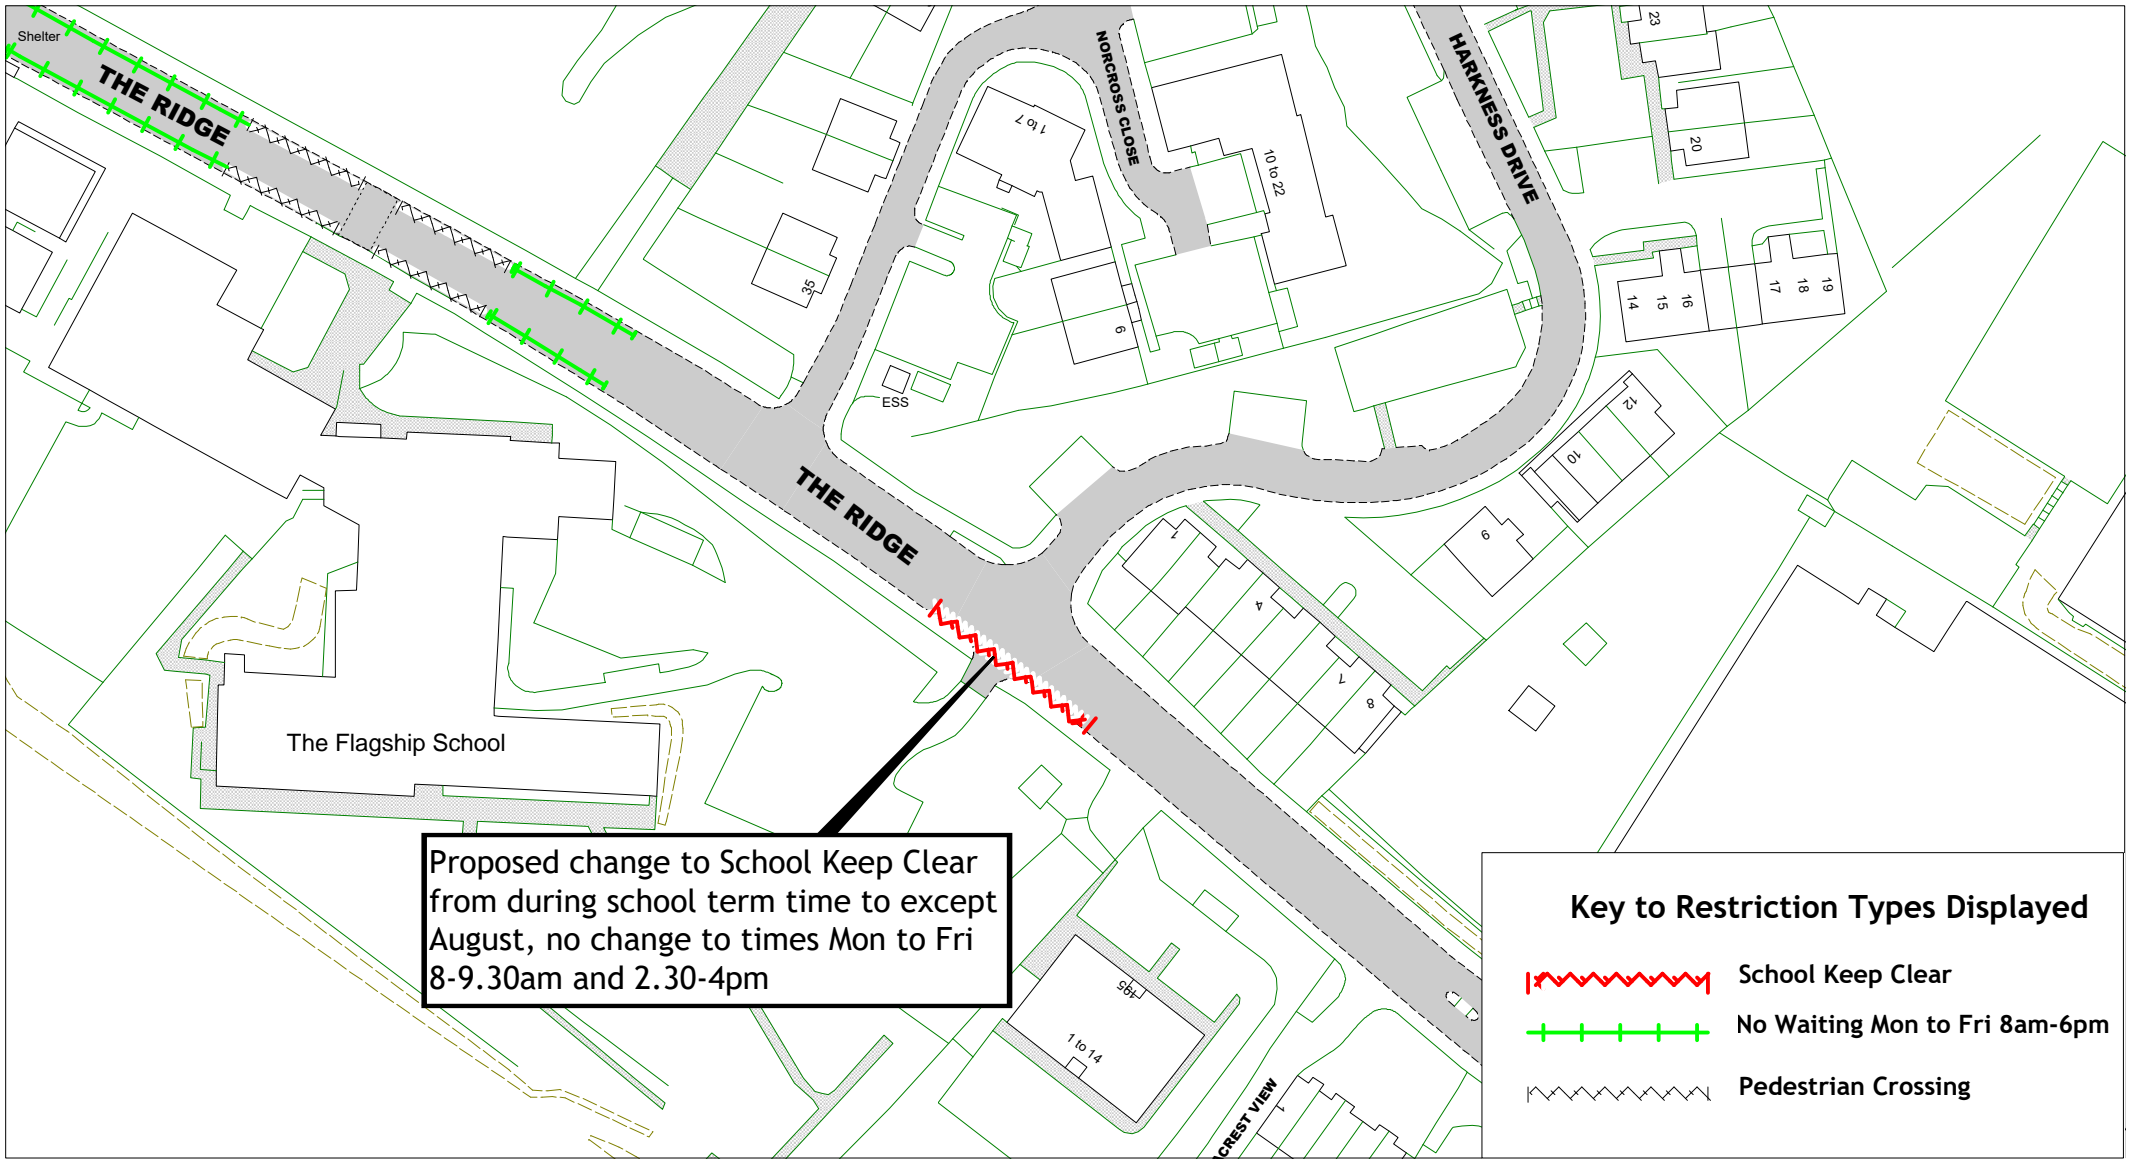 Shelter
THE RIDGE
NORCROSS CLOSE
HARKNESS DRIVE
23
20
1 to 7
10 to 22
35
6
14
15
16
17
18
19
ESS
12
10
9
THE RIDGE
1
4
7
8
The Flagship School
Proposed change to School Keep Clear
from during school term time to except
August, no change to times Mon to Fri
8-9.30am and 2.30-4pm
495
1 to 14
CREST VIEW
1
Key to Restriction Types Displayed
School Keep Clear
No Waiting Mon to Fri 8am-6pm
Pedestrian Crossing